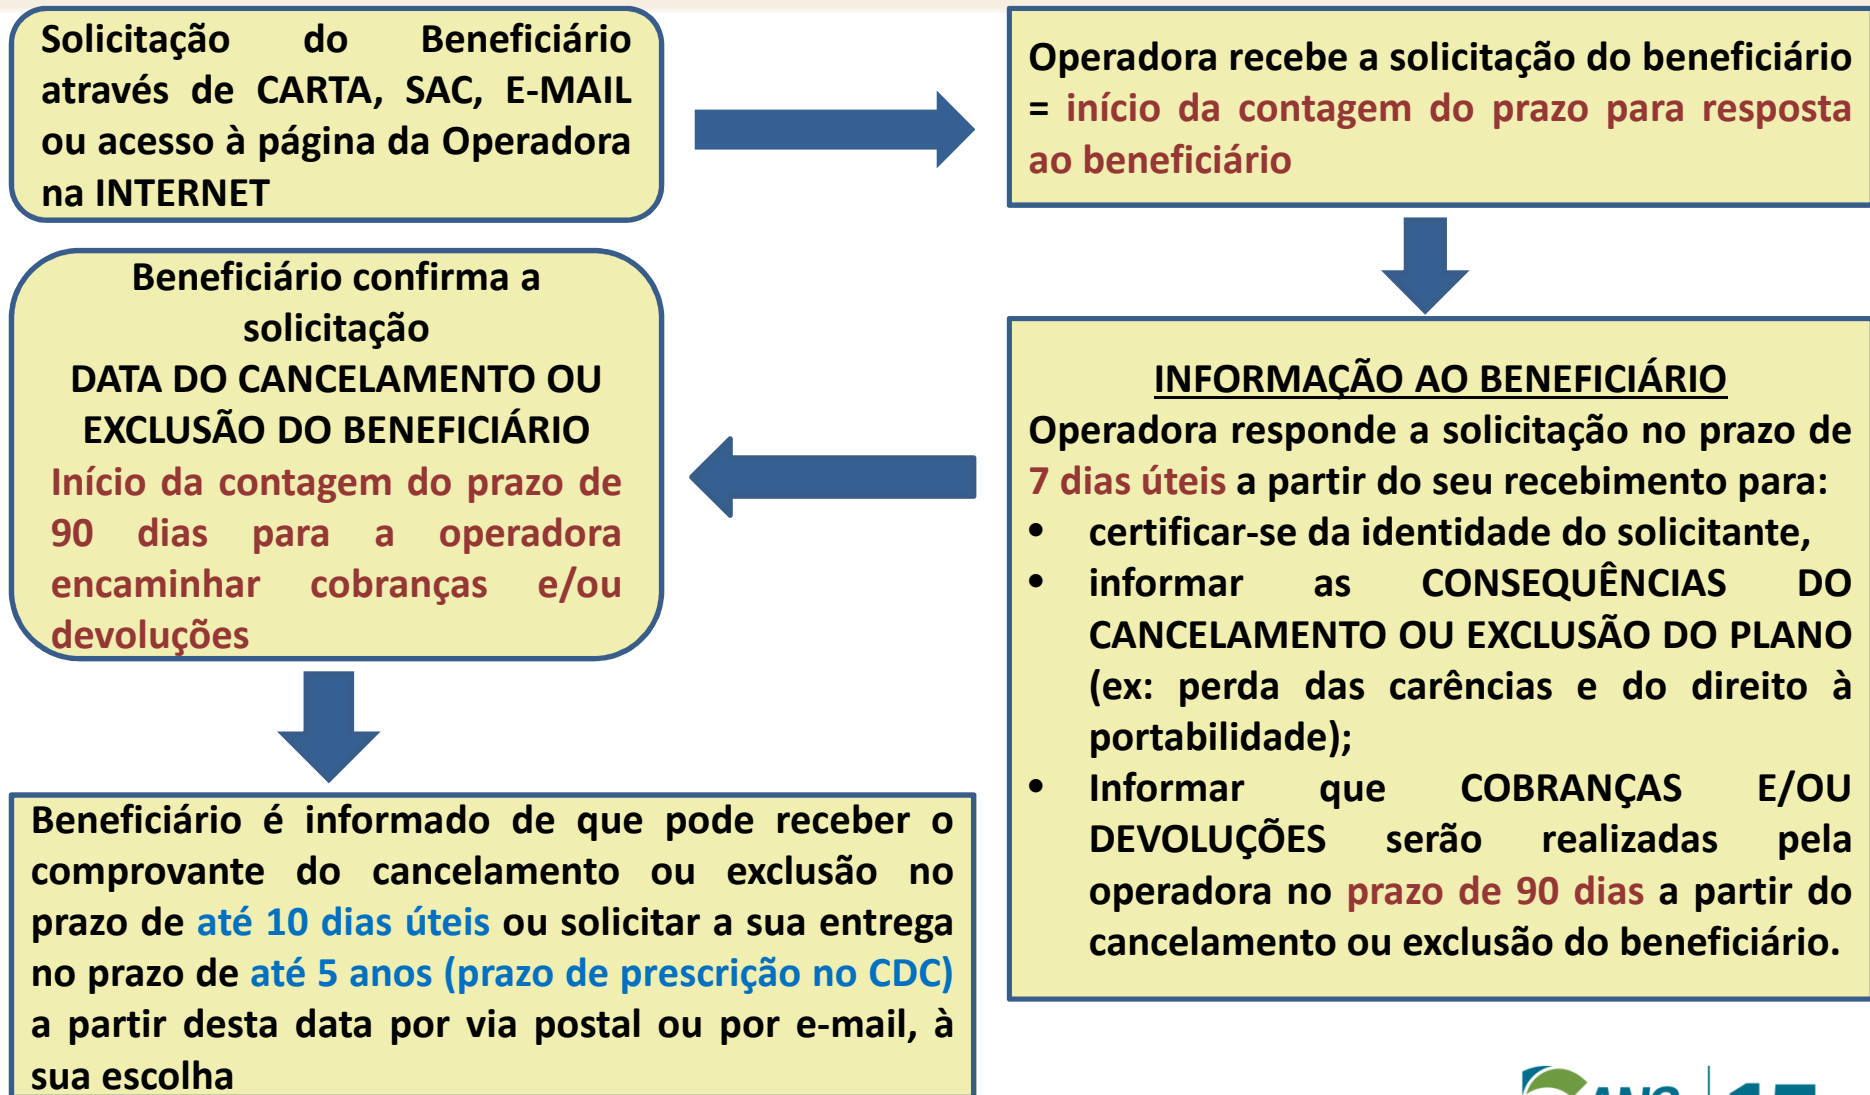 Solicitação do Beneficiário
através de CARTA, SAC, E-MAIL
ou acesso à página da Operadora
na INTERNET
Operadora recebe a solicitação do beneficiário
= início da contagem do prazo para resposta
ao beneficiário
INFORMAÇÃO AO BENEFICIÁRIO
Operadora responde a solicitação no prazo de
7 dias úteis a partir do seu recebimento para:
• certificar-se da identidade do solicitante,
• informar as CONSEQUÊNCIAS DO
CANCELAMENTO OU EXCLUSÃO DO PLANO
(ex: perda das carências e do direito à
portabilidade);
• Informar que COBRANÇAS E/OU
DEVOLUÇÕES serão realizadas pela
operadora no prazo de 90 dias a partir do
cancelamento ou exclusão do beneficiário.
Beneficiário confirma a
solicitação
DATA DO CANCELAMENTO OU
EXCLUSÃO DO BENEFICIÁRIO
Início da contagem do prazo de
90 dias para a operadora
encaminhar cobranças e/ou
devoluções
Beneficiário é informado de que pode receber o
comprovante do cancelamento ou exclusão no
prazo de até 10 dias úteis ou solicitar a sua entrega
no prazo de até 5 anos (prazo de prescrição no CDC)
a partir desta data por via postal ou por e-mail, à
sua escolha